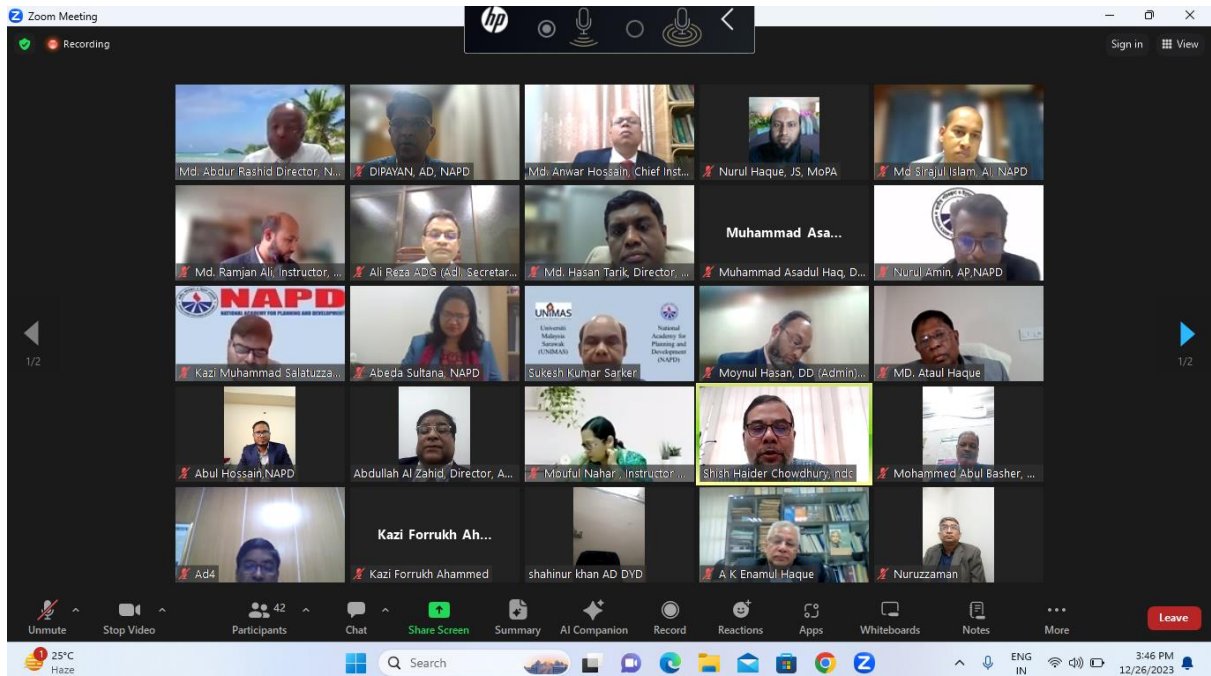 Zoom Meeting
hp
Recording
Sign in
View
Md. Abdur Rashid Director, N...
DIPAYAN, AD, NAPD
Md. Anwar Hossain, Chief Inst...
Nurul Haque, JS, MoPA
Md Sirajul Islam, AI, NAPD
Md. Ramjan Ali, Instructor, ...
Ali Reza ADG (Adl. Secretar...
Md. Hasan Tarik, Director, ...
Muhammad Asa...
Muhammad Asadul Haq, D...
Nurul Amin, AP,NAPD
NAPD
NATIONAL ACADEMY FOR PLANNING AND DEVELOPMENT
Kazi Muhammad Salatuzza...
Abeda Sultana, NAPD
UNIMAS
Universiti
Malaysia
Sarawak
(UNIMAS)
National
Academy for
Planning and
Development
(NAPD)
Sukesh Kumar Sarker
Moynul Hasan, DD (Admin)...
MD. Ataul Haque
1/2
1/2
Abul Hossain,NAPD
Abdullah Al Zahid, Director, A...
Mouful Nahar , Instructor ...
Shish Haider Chowdhury, ndc
Mohammed Abul Basher, ...
Ad4
Kazi Forrukh Ah...
Kazi Forrukh Ahammed
shahinur khan AD DYD
A K Enamul Haque
Nuruzzaman
Unmute
Stop Video
42
Participants
Chat
Share Screen
Summary
AI Companion
Record
Reactions
Apps
Whiteboards
Notes
More
Leave
1
25°C
Haze
Search
ENG
IN
3:46 PM
12/26/2023